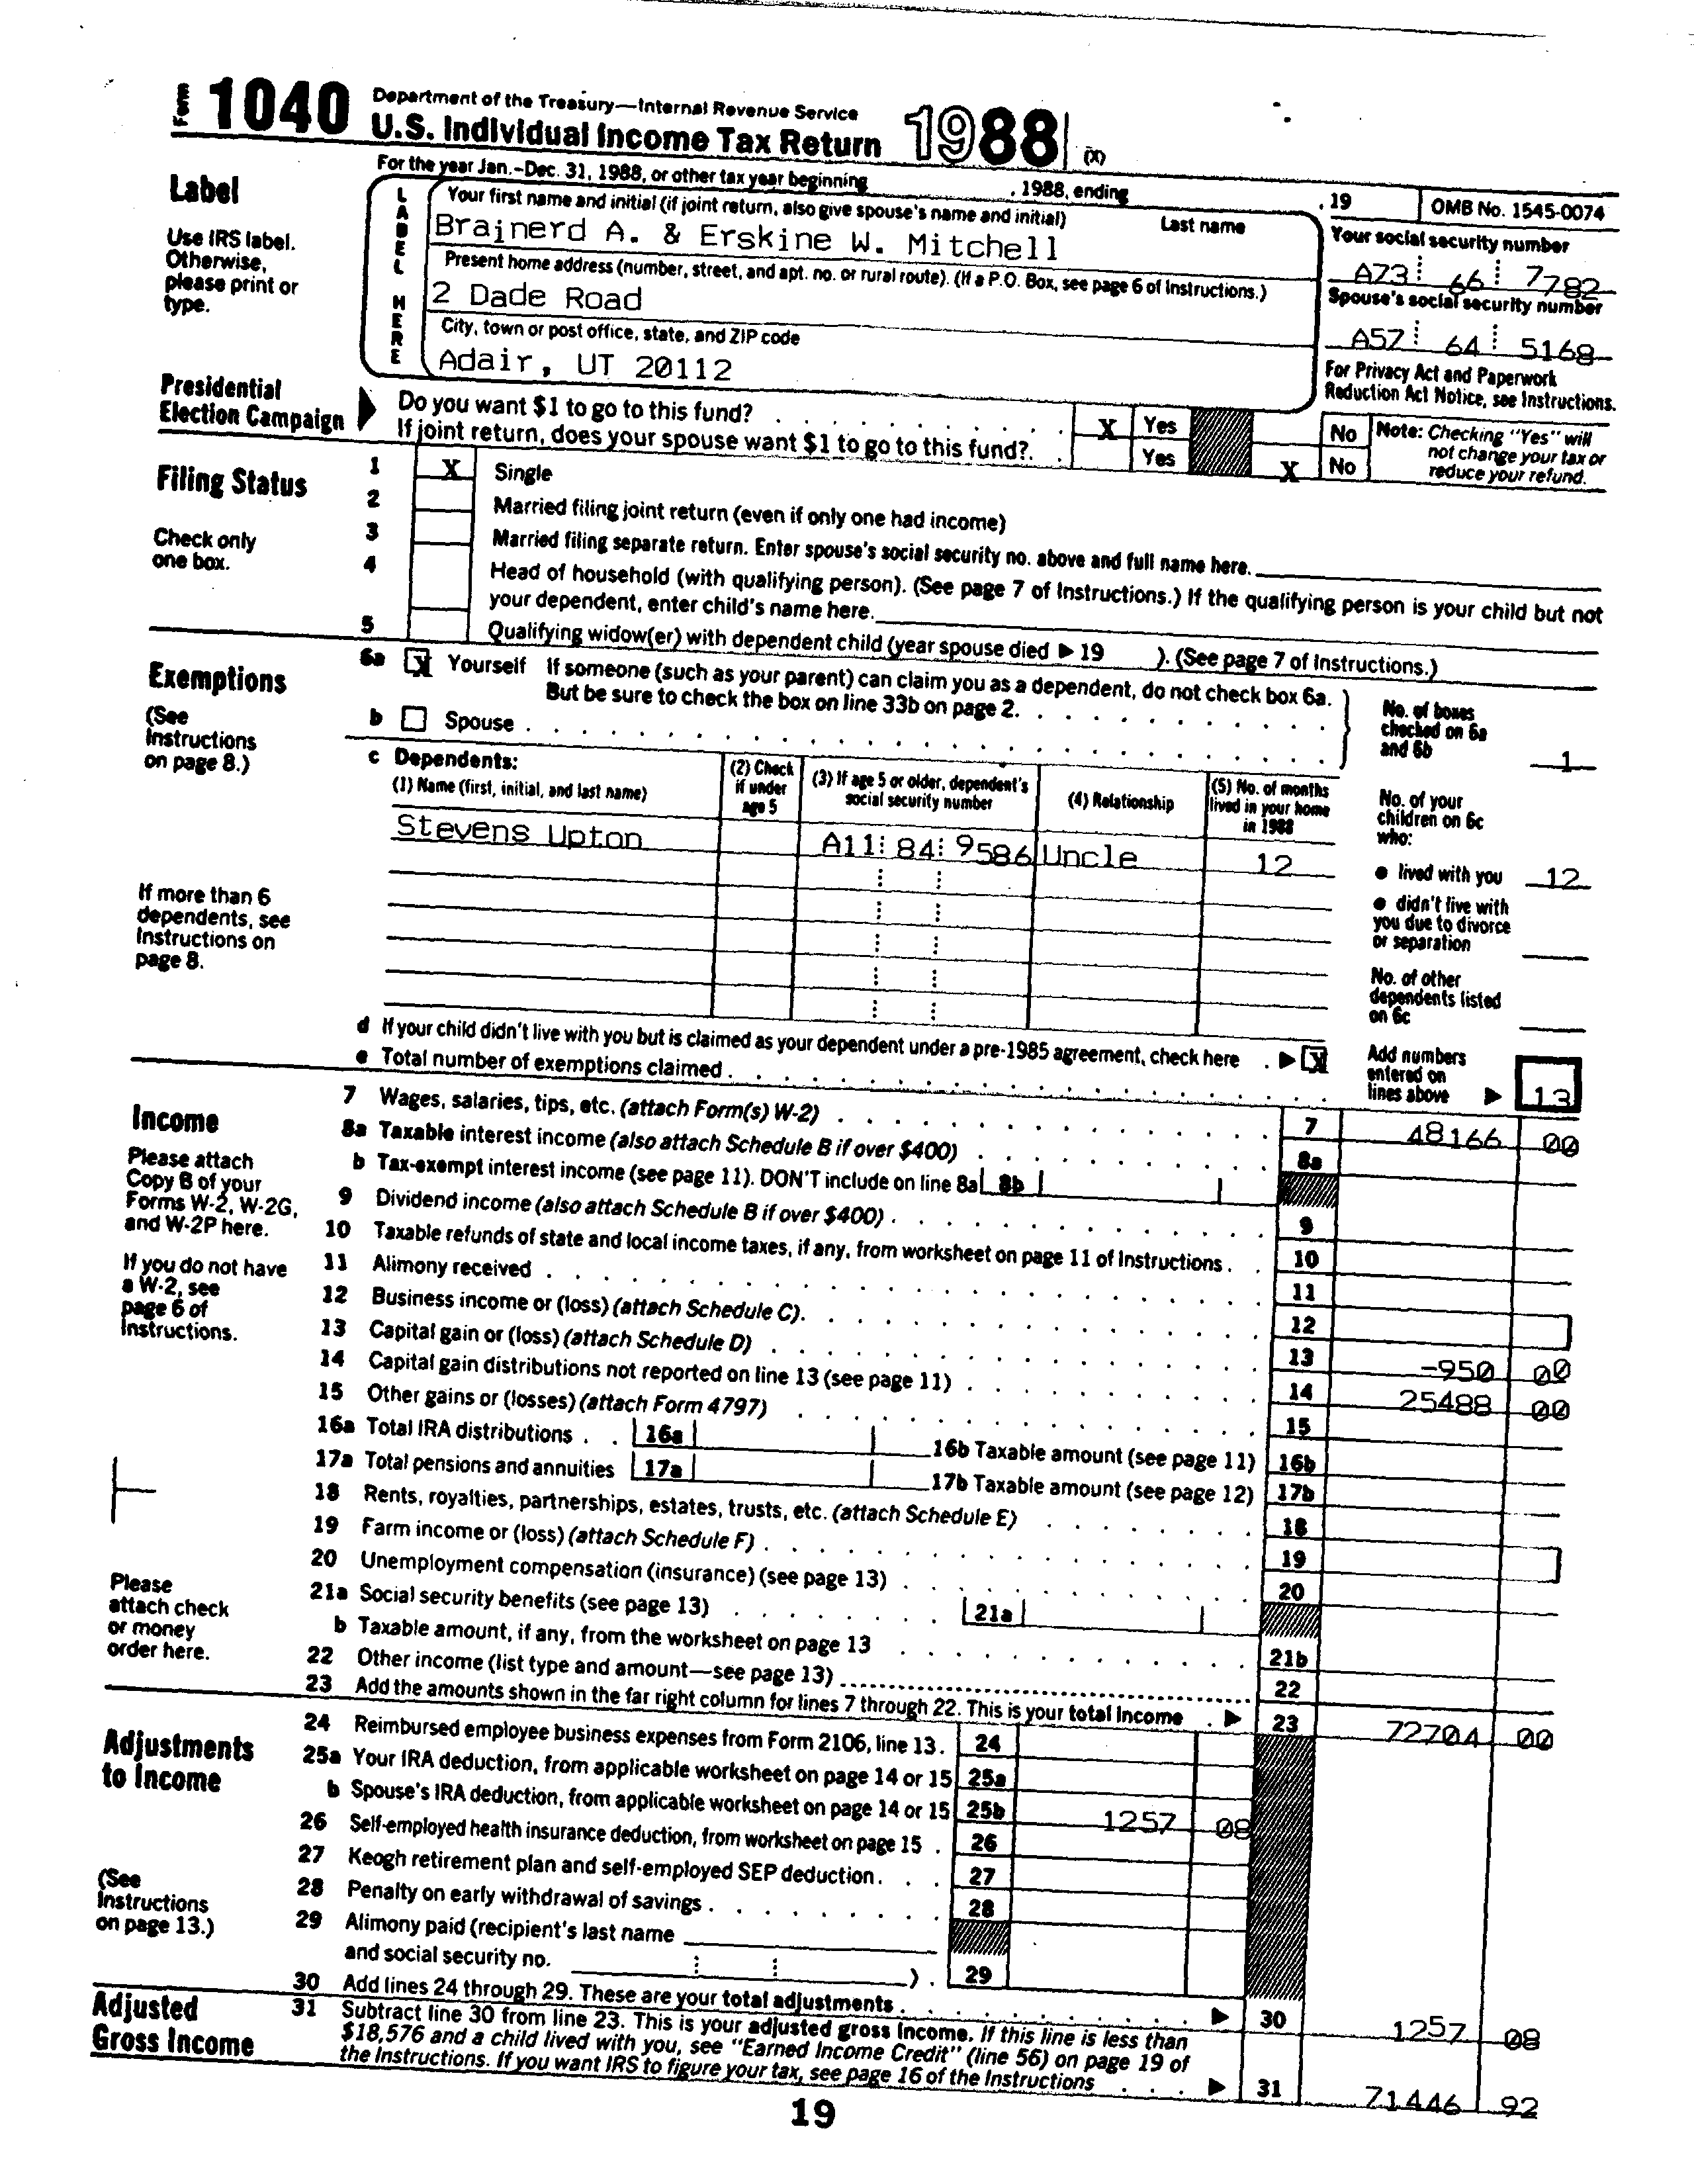 Form 1040 Department of the Treasury—Internal Revenue Service
U.S. Individual Income Tax Return 1988 (X)
For the year Jan.-Dec. 31, 1988, or other tax year beginning , 1988, ending , 19 OMB No. 1545-0074
Label
Use IRS label.
Otherwise,
please print or
type.
LABEL HERE
Your first name and initial (if joint return, also give spouse's name and initial) Last name
Brainerd A. & Erskine W. Mitchell
Present home address (number, street, and apt. no. or rural route). (If a P.O. Box, see page 6 of Instructions.)
2 Dade Road
City, town or post office, state, and ZIP code
Adair, UT 20112
Your social security number
A73 66 7782
Spouse's social security number
A57 64 5168
For Privacy Act and Paperwork
Reduction Act Notice, see Instructions.
Presidential
Election Campaign
Do you want $1 to go to this fund? X Yes No
If joint return, does your spouse want $1 to go to this fund?. Yes X No
Note: Checking "Yes" will
not change your tax or
reduce your refund.
Filing Status
Check only
one box.
1 X Single
2 Married filing joint return (even if only one had income)
3 Married filing separate return. Enter spouse's social security no. above and full name here.
4 Head of household (with qualifying person). (See page 7 of Instructions.) If the qualifying person is your child but not
your dependent, enter child's name here.
5 Qualifying widow(er) with dependent child (year spouse died ▶ 19 ). (See page 7 of Instructions.)
Exemptions
(See
Instructions
on page 8.)
6a X Yourself If someone (such as your parent) can claim you as a dependent, do not check box 6a.
But be sure to check the box on line 33b on page 2.
b Spouse
No. of boxes
checked on 6a
and 6b 1
c Dependents:
(1) Name (first, initial, and last name)
(2) Check
if under
age 5
(3) If age 5 or older, dependent's
social security number
(4) Relationship
(5) No. of months
lived in your home
in 1988
Stevens Upton A11 84 9586 Uncle 12
If more than 6
dependents, see
Instructions on
page 8.
No. of your
children on 6c
who:
● lived with you 12
● didn't live with
you due to divorce
or separation
No. of other
dependents listed
on 6c
d If your child didn't live with you but is claimed as your dependent under a pre-1985 agreement, check here . ▶ X
e Total number of exemptions claimed
Add numbers
entered on
lines above ▶ 13
Income
Please attach
Copy B of your
Forms W-2, W-2G,
and W-2P here.
If you do not have
a W-2, see
page 6 of
Instructions.
Please
attach check
or money
order here.
7 Wages, salaries, tips, etc. (attach Form(s) W-2) 7 48166 00
8a Taxable interest income (also attach Schedule B if over $400) 8a
b Tax-exempt interest income (see page 11). DON'T include on line 8a 8b
9 Dividend income (also attach Schedule B if over $400) 9
10 Taxable refunds of state and local income taxes, if any, from worksheet on page 11 of Instructions 10
11 Alimony received 11
12 Business income or (loss) (attach Schedule C). 12
13 Capital gain or (loss) (attach Schedule D) 13 -950 00
14 Capital gain distributions not reported on line 13 (see page 11) 14 25488 00
15 Other gains or (losses) (attach Form 4797) 15
16a Total IRA distributions 16a 16b Taxable amount (see page 11) 16b
17a Total pensions and annuities 17a 17b Taxable amount (see page 12) 17b
18 Rents, royalties, partnerships, estates, trusts, etc. (attach Schedule E) 18
19 Farm income or (loss) (attach Schedule F) 19
20 Unemployment compensation (insurance) (see page 13) 20
21a Social security benefits (see page 13) 21a
b Taxable amount, if any, from the worksheet on page 13 21b
22 Other income (list type and amount—see page 13) 22
23 Add the amounts shown in the far right column for lines 7 through 22. This is your total income ▶ 23 72704 00
Adjustments
to Income
(See
Instructions
on page 13.)
24 Reimbursed employee business expenses from Form 2106, line 13. 24
25a Your IRA deduction, from applicable worksheet on page 14 or 15 25a
b Spouse's IRA deduction, from applicable worksheet on page 14 or 15 25b 1257 08
26 Self-employed health insurance deduction, from worksheet on page 15 26
27 Keogh retirement plan and self-employed SEP deduction 27
28 Penalty on early withdrawal of savings 28
29 Alimony paid (recipient's last name
and social security no. ) . 29
30 Add lines 24 through 29. These are your total adjustments ▶ 30 1257 08
Adjusted
Gross Income
31 Subtract line 30 from line 23. This is your adjusted gross income. If this line is less than
$18,576 and a child lived with you, see "Earned Income Credit" (line 56) on page 19 of
the Instructions. If you want IRS to figure your tax, see page 16 of the Instructions ▶ 31 71446 92
19